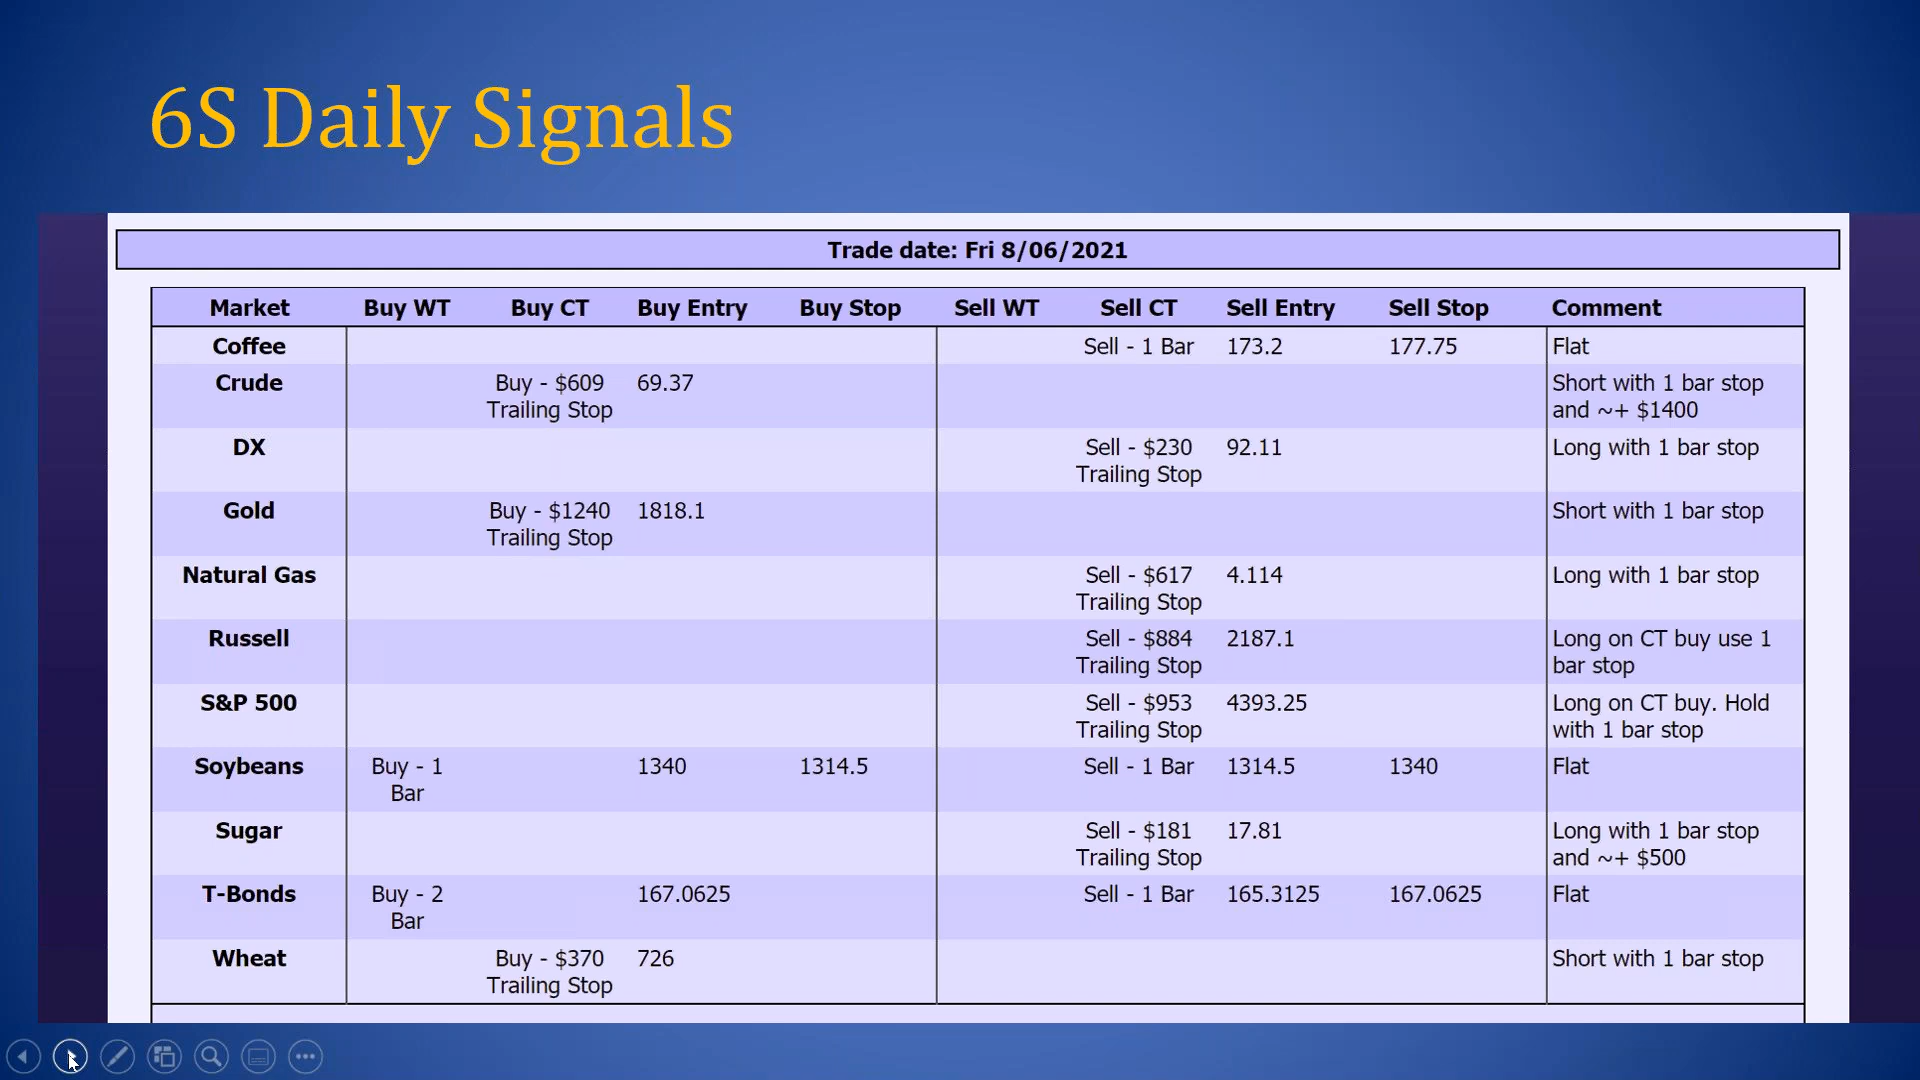 6S Daily Signals
Trade date: Fri 8/06/2021
Market Buy WT Buy CT Buy Entry Buy Stop Sell WT Sell CT Sell Entry Sell Stop Comment
Coffee Sell - 1 Bar 173.2 177.75 Flat
Crude Buy - $609 69.37 Short with 1 bar stop
Trailing Stop and ~+ $1400
DX Sell - $230 92.11 Long with 1 bar stop
Trailing Stop
Gold Buy - $1240 1818.1 Short with 1 bar stop
Trailing Stop
Natural Gas Sell - $617 4.114 Long with 1 bar stop
Trailing Stop
Russell Sell - $884 2187.1 Long on CT buy use 1
Trailing Stop bar stop
S&P 500 Sell - $953 4393.25 Long on CT buy. Hold
Trailing Stop with 1 bar stop
Soybeans Buy - 1 1340 1314.5 Sell - 1 Bar 1314.5 1340 Flat
Bar
Sugar Sell - $181 17.81 Long with 1 bar stop
Trailing Stop and ~+ $500
T-Bonds Buy - 2 167.0625 Sell - 1 Bar 165.3125 167.0625 Flat
Bar
Wheat Buy - $370 726 Short with 1 bar stop
Trailing Stop